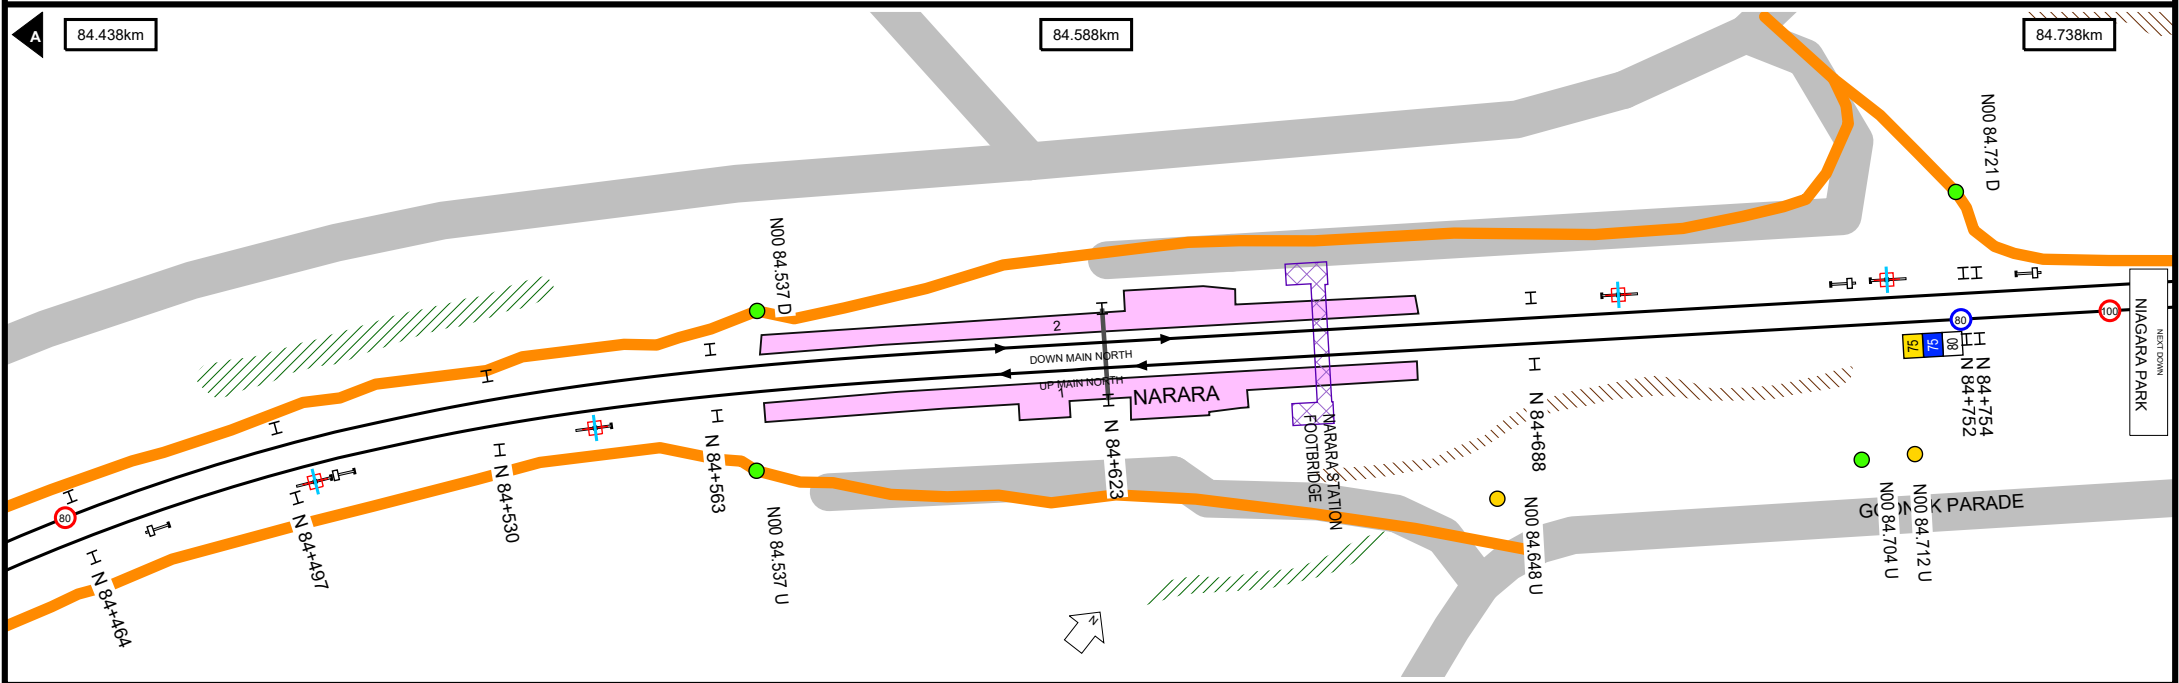 A
84.438km
84.588km
84.738km
N00 84.721 D
N00 84.537 D
2
DOWN MAIN NORTH
UP MAIN NORTH
1
NARARA
NARARA STATION
FOOTBRIDGE
80
80
100
75
75
80
NEXT DOWN
NIAGARA PARK
N 84+464
N 84+497
N 84+530
N 84+563
N 84+623
N 84+688
N 84+752
N 84+754
N00 84.537 U
N00 84.648 U
N00 84.704 U
N00 84.712 U
PARADE
N